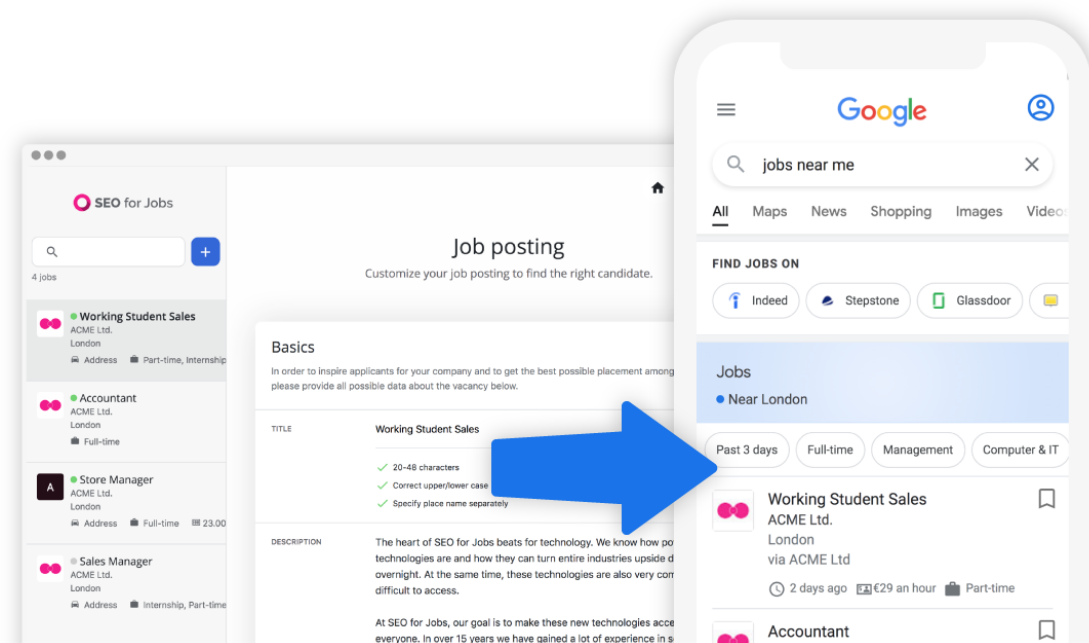 SEO for Jobs
4 jobs
Working Student Sales
ACME Ltd.
London
Address Part-time, Internship
Accountant
ACME Ltd.
London
Full-time
A
Store Manager
ACME Ltd.
London
Address Full-time 23.00
Sales Manager
ACME Ltd.
London
Address Internship, Part-time
Job posting
Customize your job posting to find the right candidate.
Basics
In order to inspire applicants for your company and to get the best possible placement among
please provide all possible data about the vacancy below.
TITLE
Working Student Sales
20-48 characters
Correct upper/lower case
Specify place name separately
DESCRIPTION
The heart of SEO for Jobs beats for technology. We know how
technologies are and how they can turn entire industries upside
overnight. At the same time, these technologies are also very
difficult to access.
At SEO for Jobs, our goal is to make these new technologies
everyone. In over 15 years we have gained a lot of experience in
Google
jobs near me
All Maps News Shopping Images Videos
FIND JOBS ON
Indeed Stepstone Glassdoor
Jobs
Near London
Past 3 days Full-time Management Computer & IT
Working Student Sales
ACME Ltd.
London
via ACME Ltd
2 days ago €29 an hour Part-time
Accountant